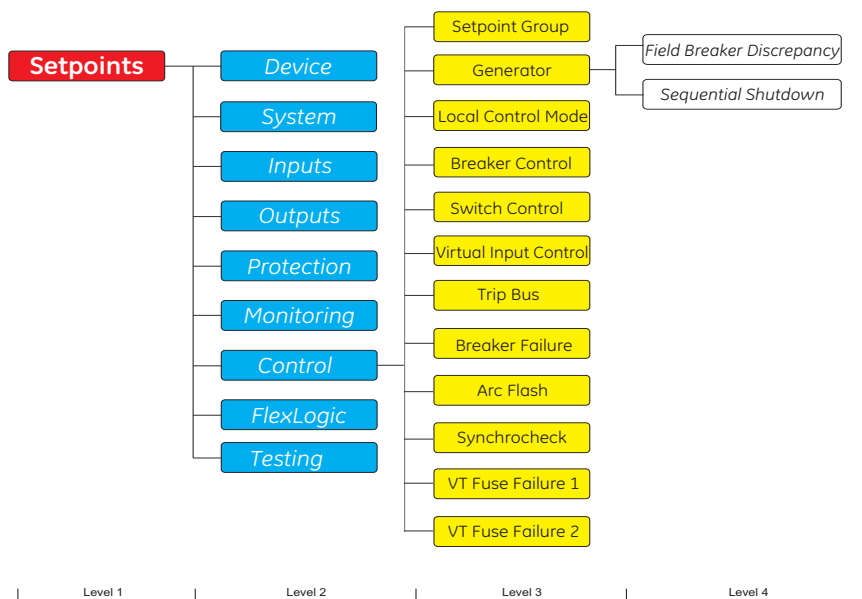 Setpoints
Device
System
Inputs
Outputs
Protection
Monitoring
Control
FlexLogic
Testing
Setpoint Group
Generator
Local Control Mode
Breaker Control
Switch Control
Virtual Input Control
Trip Bus
Breaker Failure
Arc Flash
Synchrocheck
VT Fuse Failure 1
VT Fuse Failure 2
Field Breaker Discrepancy
Sequential Shutdown
Level 1
Level 2
Level 3
Level 4